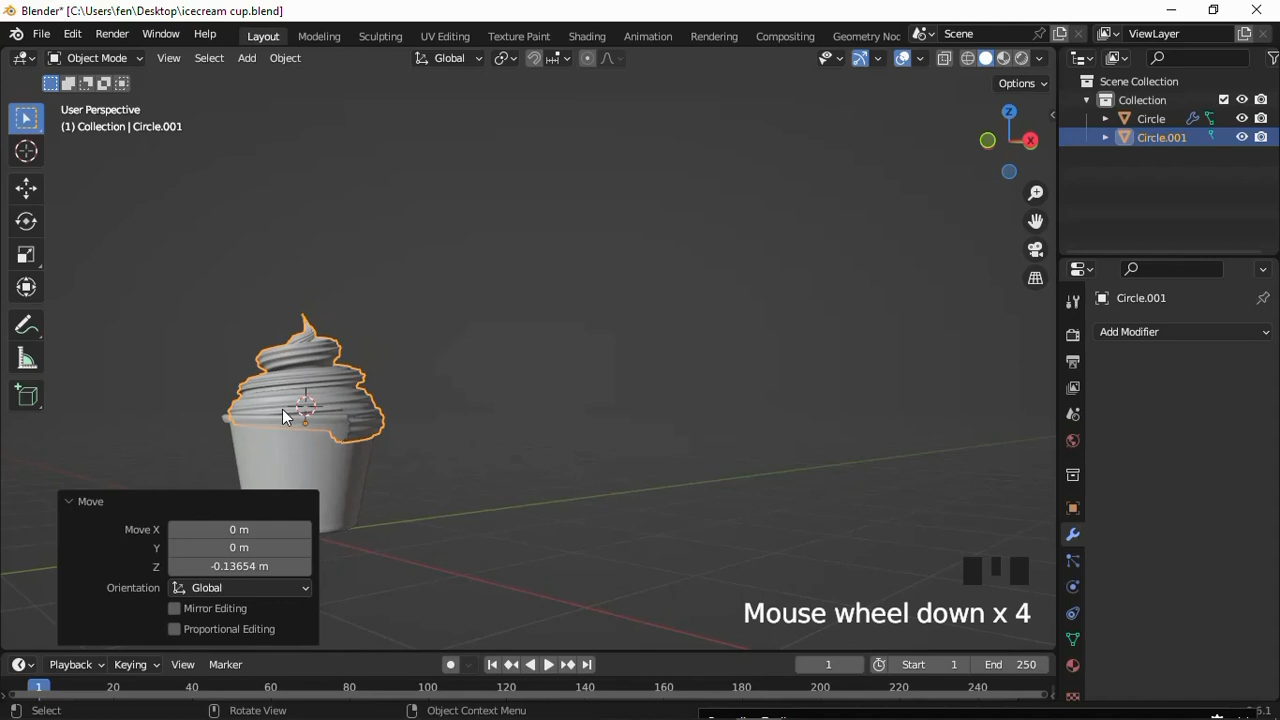 Blender* [C:\Users\fen\Desktop\icecream cup.blend]
File Edit Render Window Help Layout Modeling Sculpting UV Editing Texture Paint Shading Animation Rendering Compositing Geometry Noc Scene ViewLayer
Object Mode View Select Add Object Global
Options
User Perspective
(1) Collection | Circle.001
Z
X
Scene Collection
Collection
Circle
Circle.001
Circle.001
Add Modifier
Move
Move X 0 m
Y 0 m
Z -0.13654 m
Orientation Global
Mirror Editing
Proportional Editing
Mouse wheel down x 4
Playback Keying View Marker 1 Start 1 End 250
1 20 40 60 80 100 120 140 160 180 200 220 240
Select Rotate View Object Context Menu